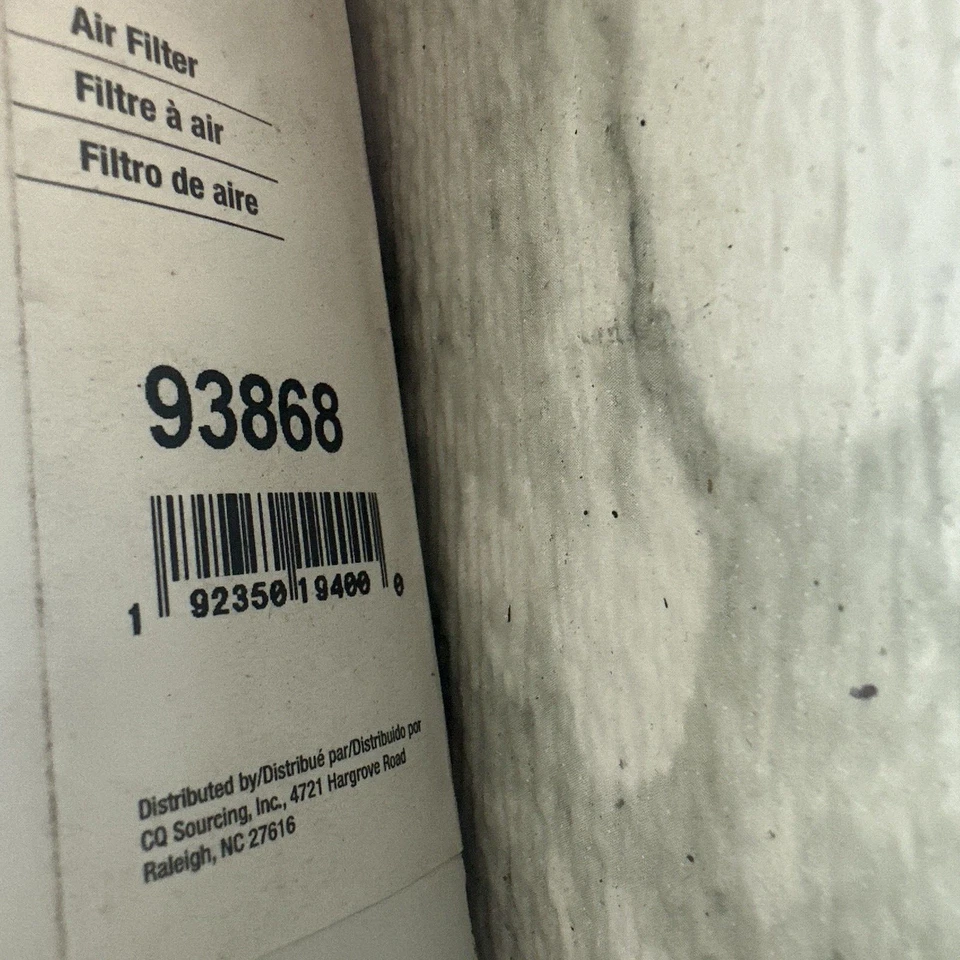 Air Filter
Filtre à air
Filtro de aire
93868
1 92350 19400 0
Distributed by/Distribué par/Distribuido por
CQ Sourcing, Inc., 4721 Hargrove Road
Raleigh, NC 27616